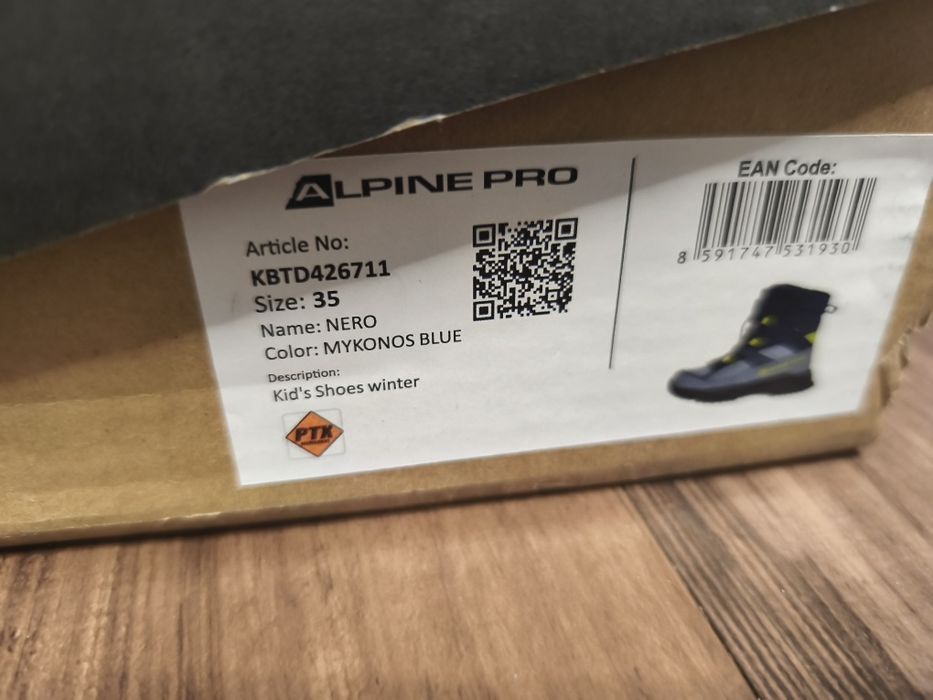 ALPINE PRO
Article No:
KBTD426711
Size: 35
Name: NERO
Color: MYKONOS BLUE
Description:
Kid's Shoes winter
PTX
EAN Code:
8 591747 531930